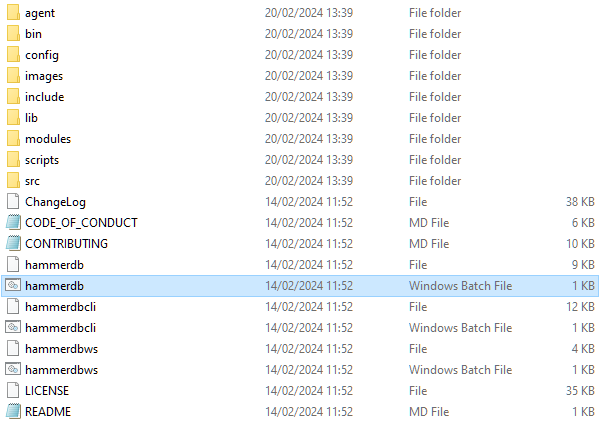 agent 20/02/2024 13:39 File folder
bin 20/02/2024 13:39 File folder
config 20/02/2024 13:39 File folder
images 20/02/2024 13:39 File folder
include 20/02/2024 13:39 File folder
lib 20/02/2024 13:39 File folder
modules 20/02/2024 13:39 File folder
scripts 20/02/2024 13:39 File folder
src 20/02/2024 13:39 File folder
ChangeLog 14/02/2024 11:52 File 38 KB
CODE_OF_CONDUCT 14/02/2024 11:52 MD File 6 KB
CONTRIBUTING 14/02/2024 11:52 MD File 10 KB
hammerdb 14/02/2024 11:52 File 9 KB
hammerdb 14/02/2024 11:52 Windows Batch File 1 KB
hammerdbcli 14/02/2024 11:52 File 12 KB
hammerdbcli 14/02/2024 11:52 Windows Batch File 1 KB
hammerdbws 14/02/2024 11:52 File 4 KB
hammerdbws 14/02/2024 11:52 Windows Batch File 1 KB
LICENSE 14/02/2024 11:52 File 35 KB
README 14/02/2024 11:52 MD File 2 KB